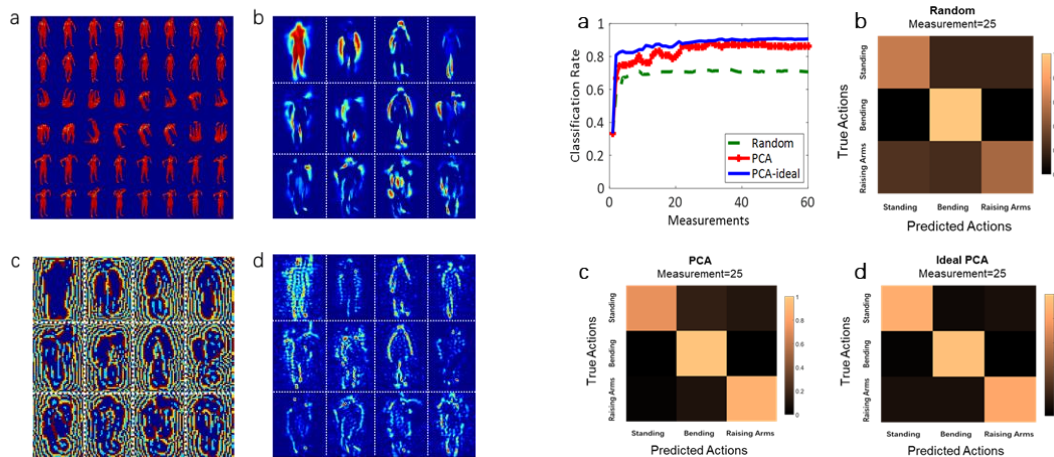 a
b
c
d
a
1
0.8
0.6
0.4
0.2
0
0
20
40
60
Classification Rate
Measurements
Random
PCA
PCA-ideal
b
Random
Measurement=25
True Actions
Standing
Bending
Raising Arms
Standing Bending Raising Arms
Predicted Actions
c
PCA
Measurement=25
True Actions
Standing
Bending
Raising Arms
Standing Bending Raising Arms
Predicted Actions
1
0.8
0.6
0.4
0.2
0
d
Ideal PCA
Measurement=25
True Actions
Standing
Bending
Raising Arms
Standing Bending Raising Arms
Predicted Actions